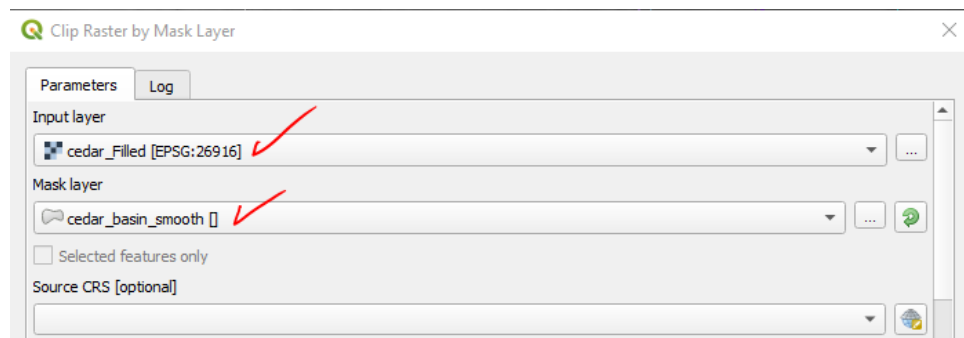 Clip Raster by Mask Layer
Parameters Log
Input layer
cedar_Filled [EPSG:26916]
...
Mask layer
cedar_basin_smooth []
...
Selected features only
Source CRS [optional]